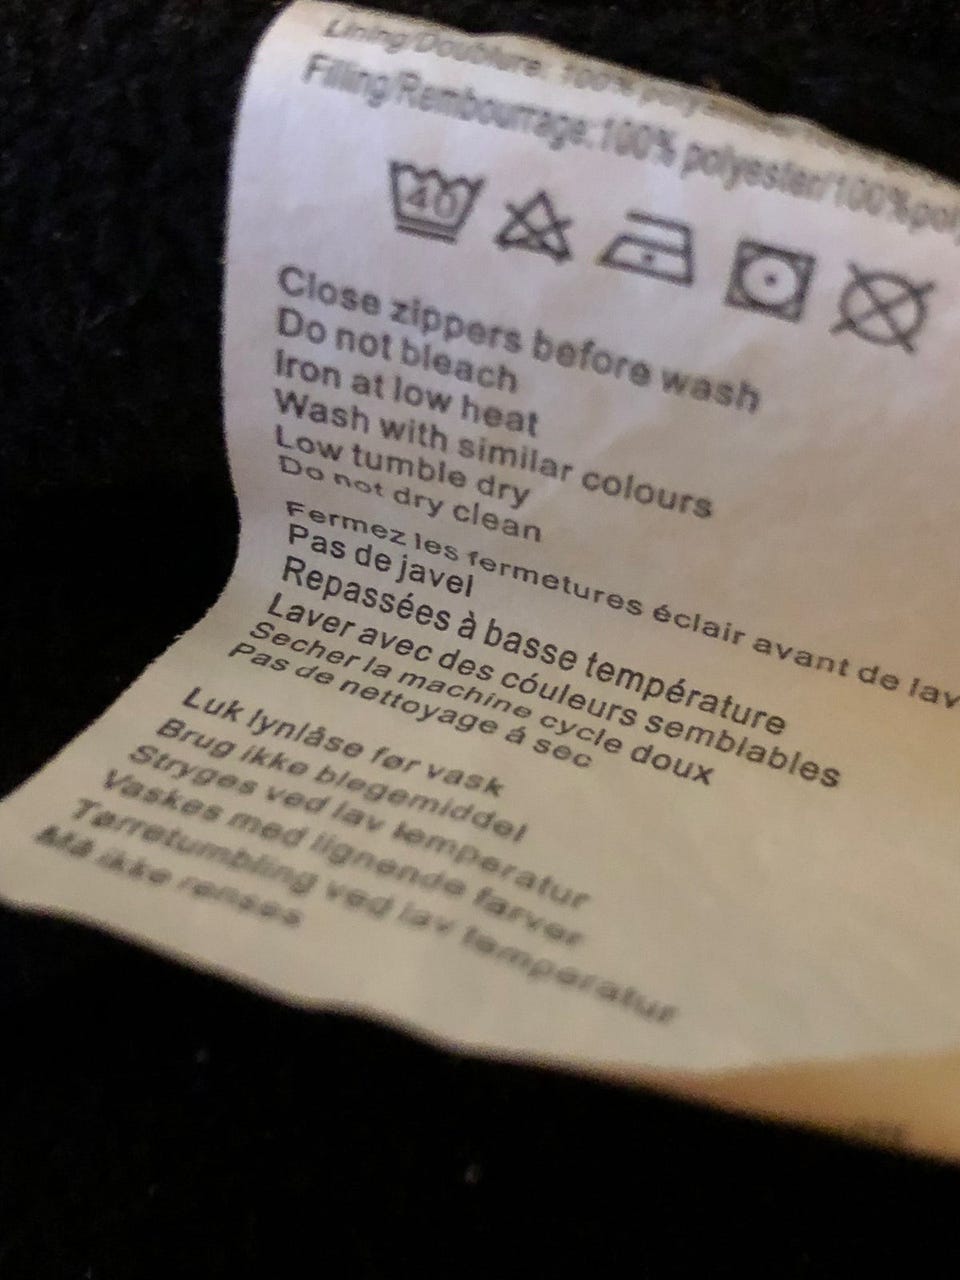 Lining/Doublure: 100%
Filling/Rembourrage:100% polyester/100%pol
40
Close zippers before wash
Do not bleach
Iron at low heat
Wash with similar colours
Low tumble dry
Do not dry clean
Fermez les fermetures éclair avant de lav
Pas de javel
Repassées à basse température
Laver avec des cóuleurs semblables
Secher la machine cycle doux
Pas de nettoyage á sec
Luk lynlåse før vask
Brug ikke blegemiddel
Stryges ved lav temperatur
Vaskes med lignende farver
Tørretumbling ved lav temperatur
Må ikke renses